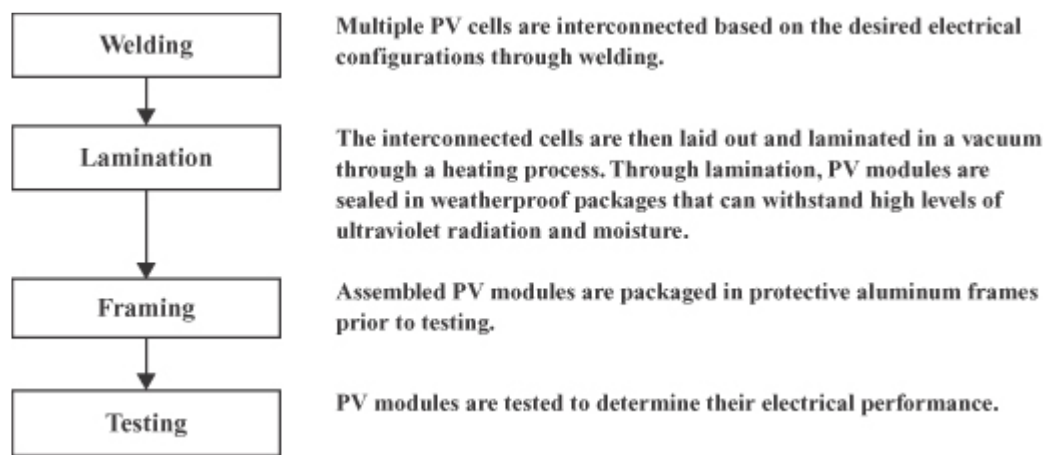 Welding
Multiple PV cells are interconnected based on the desired electrical
configurations through welding.
Lamination
The interconnected cells are then laid out and laminated in a vacuum
through a heating process. Through lamination, PV modules are
sealed in weatherproof packages that can withstand high levels of
ultraviolet radiation and moisture.
Framing
Assembled PV modules are packaged in protective aluminum frames
prior to testing.
Testing
PV modules are tested to determine their electrical performance.